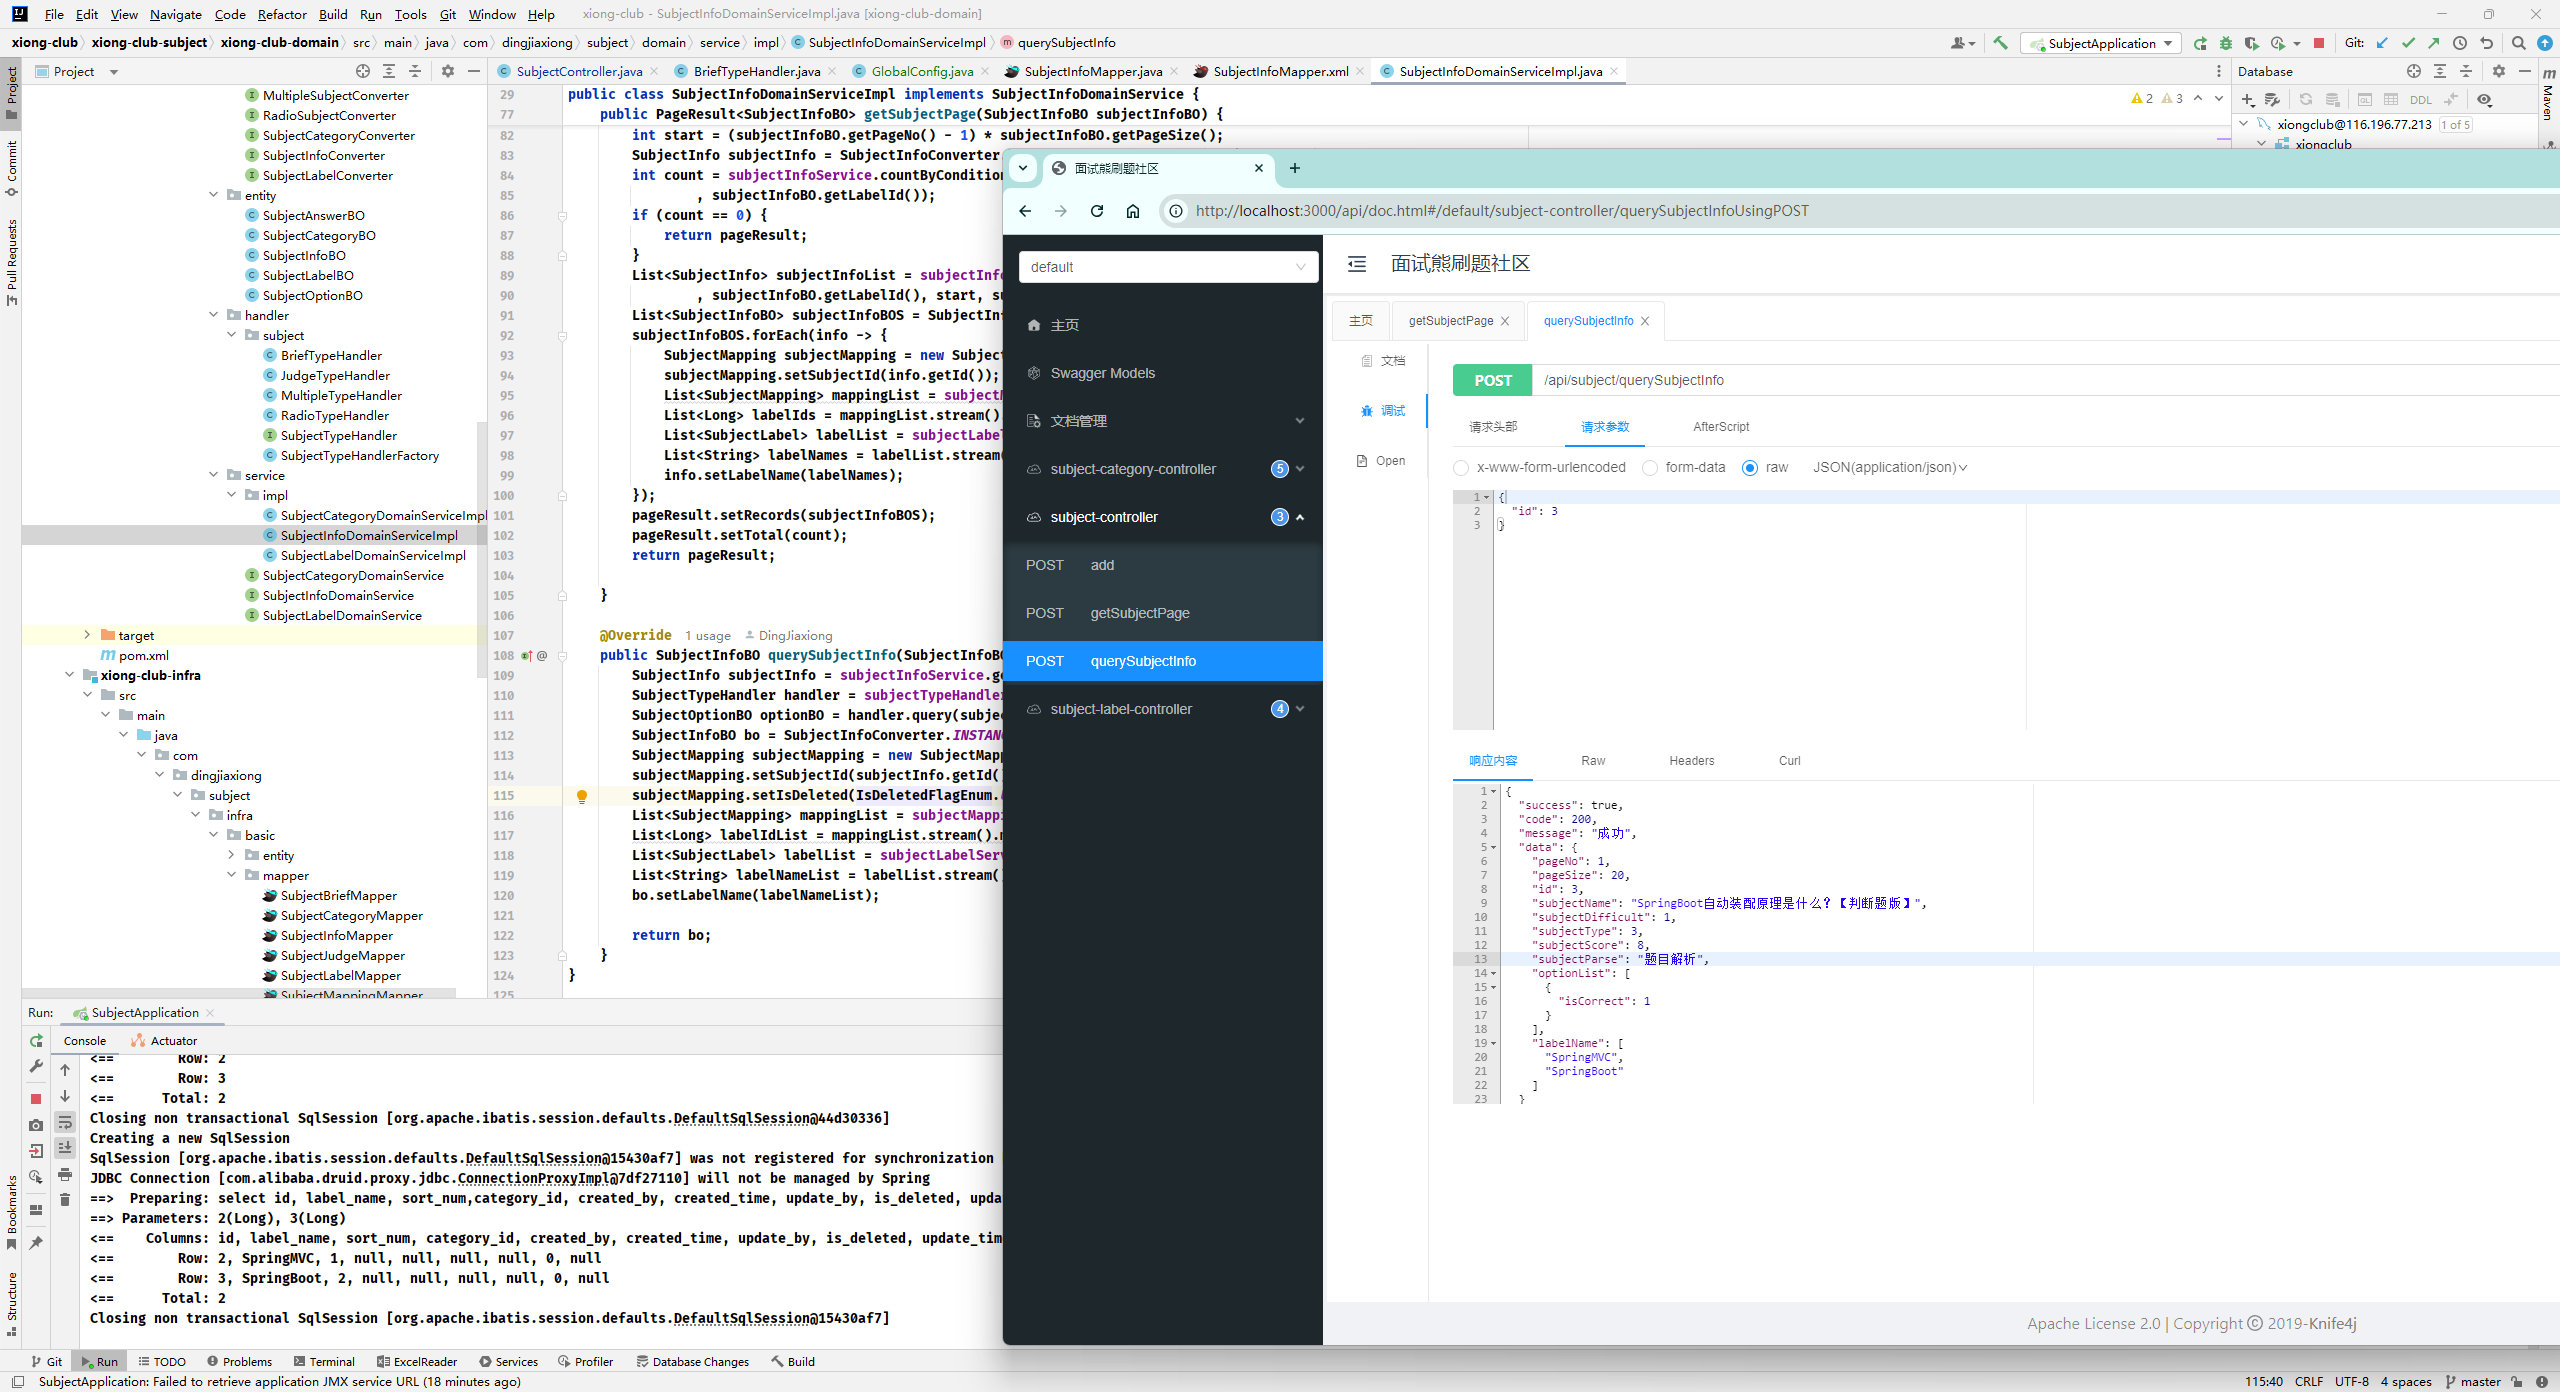 File Edit View Navigate Code Refactor Build Run Tools Git Window Help xiong-club - SubjectInfoDomainServiceImpl.java [xiong-club-domain]
xiong-club xiong-club-subject xiong-club-domain src main java com dingjiaxiong subject domain service impl SubjectInfoDomainServiceImpl querySubjectInfo SubjectApplication Git:
Project SubjectController.java BriefTypeHandler.java GlobalConfig.java SubjectInfoMapper.java SubjectInfoMapper.xml SubjectInfoDomainServiceImpl.java Database
Project
Commit
Pull Requests
Bookmarks
Structure
Maven
MultipleSubjectConverter
RadioSubjectConverter
SubjectCategoryConverter
SubjectInfoConverter
SubjectLabelConverter
entity
SubjectAnswerBO
SubjectCategoryBO
SubjectInfoBO
SubjectLabelBO
SubjectOptionBO
handler
subject
BriefTypeHandler
JudgeTypeHandler
MultipleTypeHandler
RadioTypeHandler
SubjectTypeHandler
SubjectTypeHandlerFactory
service
impl
SubjectCategoryDomainServiceImpl
SubjectInfoDomainServiceImpl
SubjectLabelDomainServiceImpl
SubjectCategoryDomainService
SubjectInfoDomainService
SubjectLabelDomainService
target
pom.xml
xiong-club-infra
src
main
java
com
dingjiaxiong
subject
infra
basic
entity
mapper
SubjectBriefMapper
SubjectCategoryMapper
SubjectInfoMapper
SubjectJudgeMapper
SubjectLabelMapper
SubjectMappingMapper
29 public class SubjectInfoDomainServiceImpl implements SubjectInfoDomainService {
77 public PageResult<SubjectInfoBO> getSubjectPage(SubjectInfoBO subjectInfoBO) {
82 int start = (subjectInfoBO.getPageNo() - 1) * subjectInfoBO.getPageSize();
83 SubjectInfo subjectInfo = SubjectInfoConverter
84 int count = subjectInfoService.countByCondition
85 , subjectInfoBO.getLabelId());
86 if (count == 0) {
87 return pageResult;
88 }
89 List<SubjectInfo> subjectInfoList = subjectInfo
90 , subjectInfoBO.getLabelId(), start, su
91 List<SubjectInfoBO> subjectInfoBOS = SubjectInf
92 subjectInfoBOS.forEach(info -> {
93 SubjectMapping subjectMapping = new Subject
94 subjectMapping.setSubjectId(info.getId());
95 List<SubjectMapping> mappingList = subjectM
96 List<Long> labelIds = mappingList.stream()
97 List<SubjectLabel> labelList = subjectLabel
98 List<String> labelNames = labelList.stream(
99 info.setLabelName(labelNames);
100 });
101 pageResult.setRecords(subjectInfoBOS);
102 pageResult.setTotal(count);
103 return pageResult;
104
105 }
106
107 @Override 1 usage DingJiaxiong
108 public SubjectInfoBO querySubjectInfo(SubjectInfoBO
109 SubjectInfo subjectInfo = subjectInfoService.ge
110 SubjectTypeHandler handler = subjectTypeHandler
111 SubjectOptionBO optionBO = handler.query(subjec
112 SubjectInfoBO bo = SubjectInfoConverter.INSTANC
113 SubjectMapping subjectMapping = new SubjectMapp
114 subjectMapping.setSubjectId(subjectInfo.getId()
115 subjectMapping.setIsDeleted(IsDeletedFlagEnum.
116 List<SubjectMapping> mappingList = subjectMappi
117 List<Long> labelIdList = mappingList.stream().m
118 List<SubjectLabel> labelList = subjectLabelServ
119 List<String> labelNameList = labelList.stream()
120 bo.setLabelName(labelNameList);
121
122 return bo;
123 }
124 }
125
2 3
DDL
xiongclub@116.196.77.213 1 of 5
xiongclub
面试熊刷题社区
http://localhost:3000/api/doc.html#/default/subject-controller/querySubjectInfoUsingPOST
default
主页
Swagger Models
文档管理
subject-category-controller 5
subject-controller 3
POST add
POST getSubjectPage
POST querySubjectInfo
subject-label-controller 4
面试熊刷题社区
主页 getSubjectPage querySubjectInfo
文档
调试
Open
POST /api/subject/querySubjectInfo
请求头部 请求参数 AfterScript
x-www-form-urlencoded form-data raw JSON(application/json)
1 {
2 "id": 3
3 }
响应内容 Raw Headers Curl
1 {
2 "success": true,
3 "code": 200,
4 "message": "成功",
5 "data": {
6 "pageNo": 1,
7 "pageSize": 20,
8 "id": 3,
9 "subjectName": "SpringBoot自动装配原理是什么?【判断题版】",
10 "subjectDifficult": 1,
11 "subjectType": 3,
12 "subjectScore": 8,
13 "subjectParse": "题目解析",
14 "optionList": [
15 {
16 "isCorrect": 1
17 }
18 ],
19 "labelName": [
20 "SpringMVC",
21 "SpringBoot"
22 ]
23 }
Apache License 2.0 | Copyright © 2019-Knife4j
Run: SubjectApplication
Console Actuator
<== Row: 2
<== Row: 3
<== Total: 2
Closing non transactional SqlSession [org.apache.ibatis.session.defaults.DefaultSqlSession@44d30336]
Creating a new SqlSession
SqlSession [org.apache.ibatis.session.defaults.DefaultSqlSession@15430af7] was not registered for synchronization
JDBC Connection [com.alibaba.druid.proxy.jdbc.ConnectionProxyImpl@7df27110] will not be managed by Spring
==> Preparing: select id, label_name, sort_num,category_id, created_by, created_time, update_by, is_deleted, upda
==> Parameters: 2(Long), 3(Long)
<== Columns: id, label_name, sort_num, category_id, created_by, created_time, update_by, is_deleted, update_tim
<== Row: 2, SpringMVC, 1, null, null, null, null, 0, null
<== Row: 3, SpringBoot, 2, null, null, null, null, 0, null
<== Total: 2
Closing non transactional SqlSession [org.apache.ibatis.session.defaults.DefaultSqlSession@15430af7]
Git Run TODO Problems Terminal ExcelReader Services Profiler Database Changes Build
SubjectApplication: Failed to retrieve application JMX service URL (18 minutes ago) 115:40 CRLF UTF-8 4 spaces master